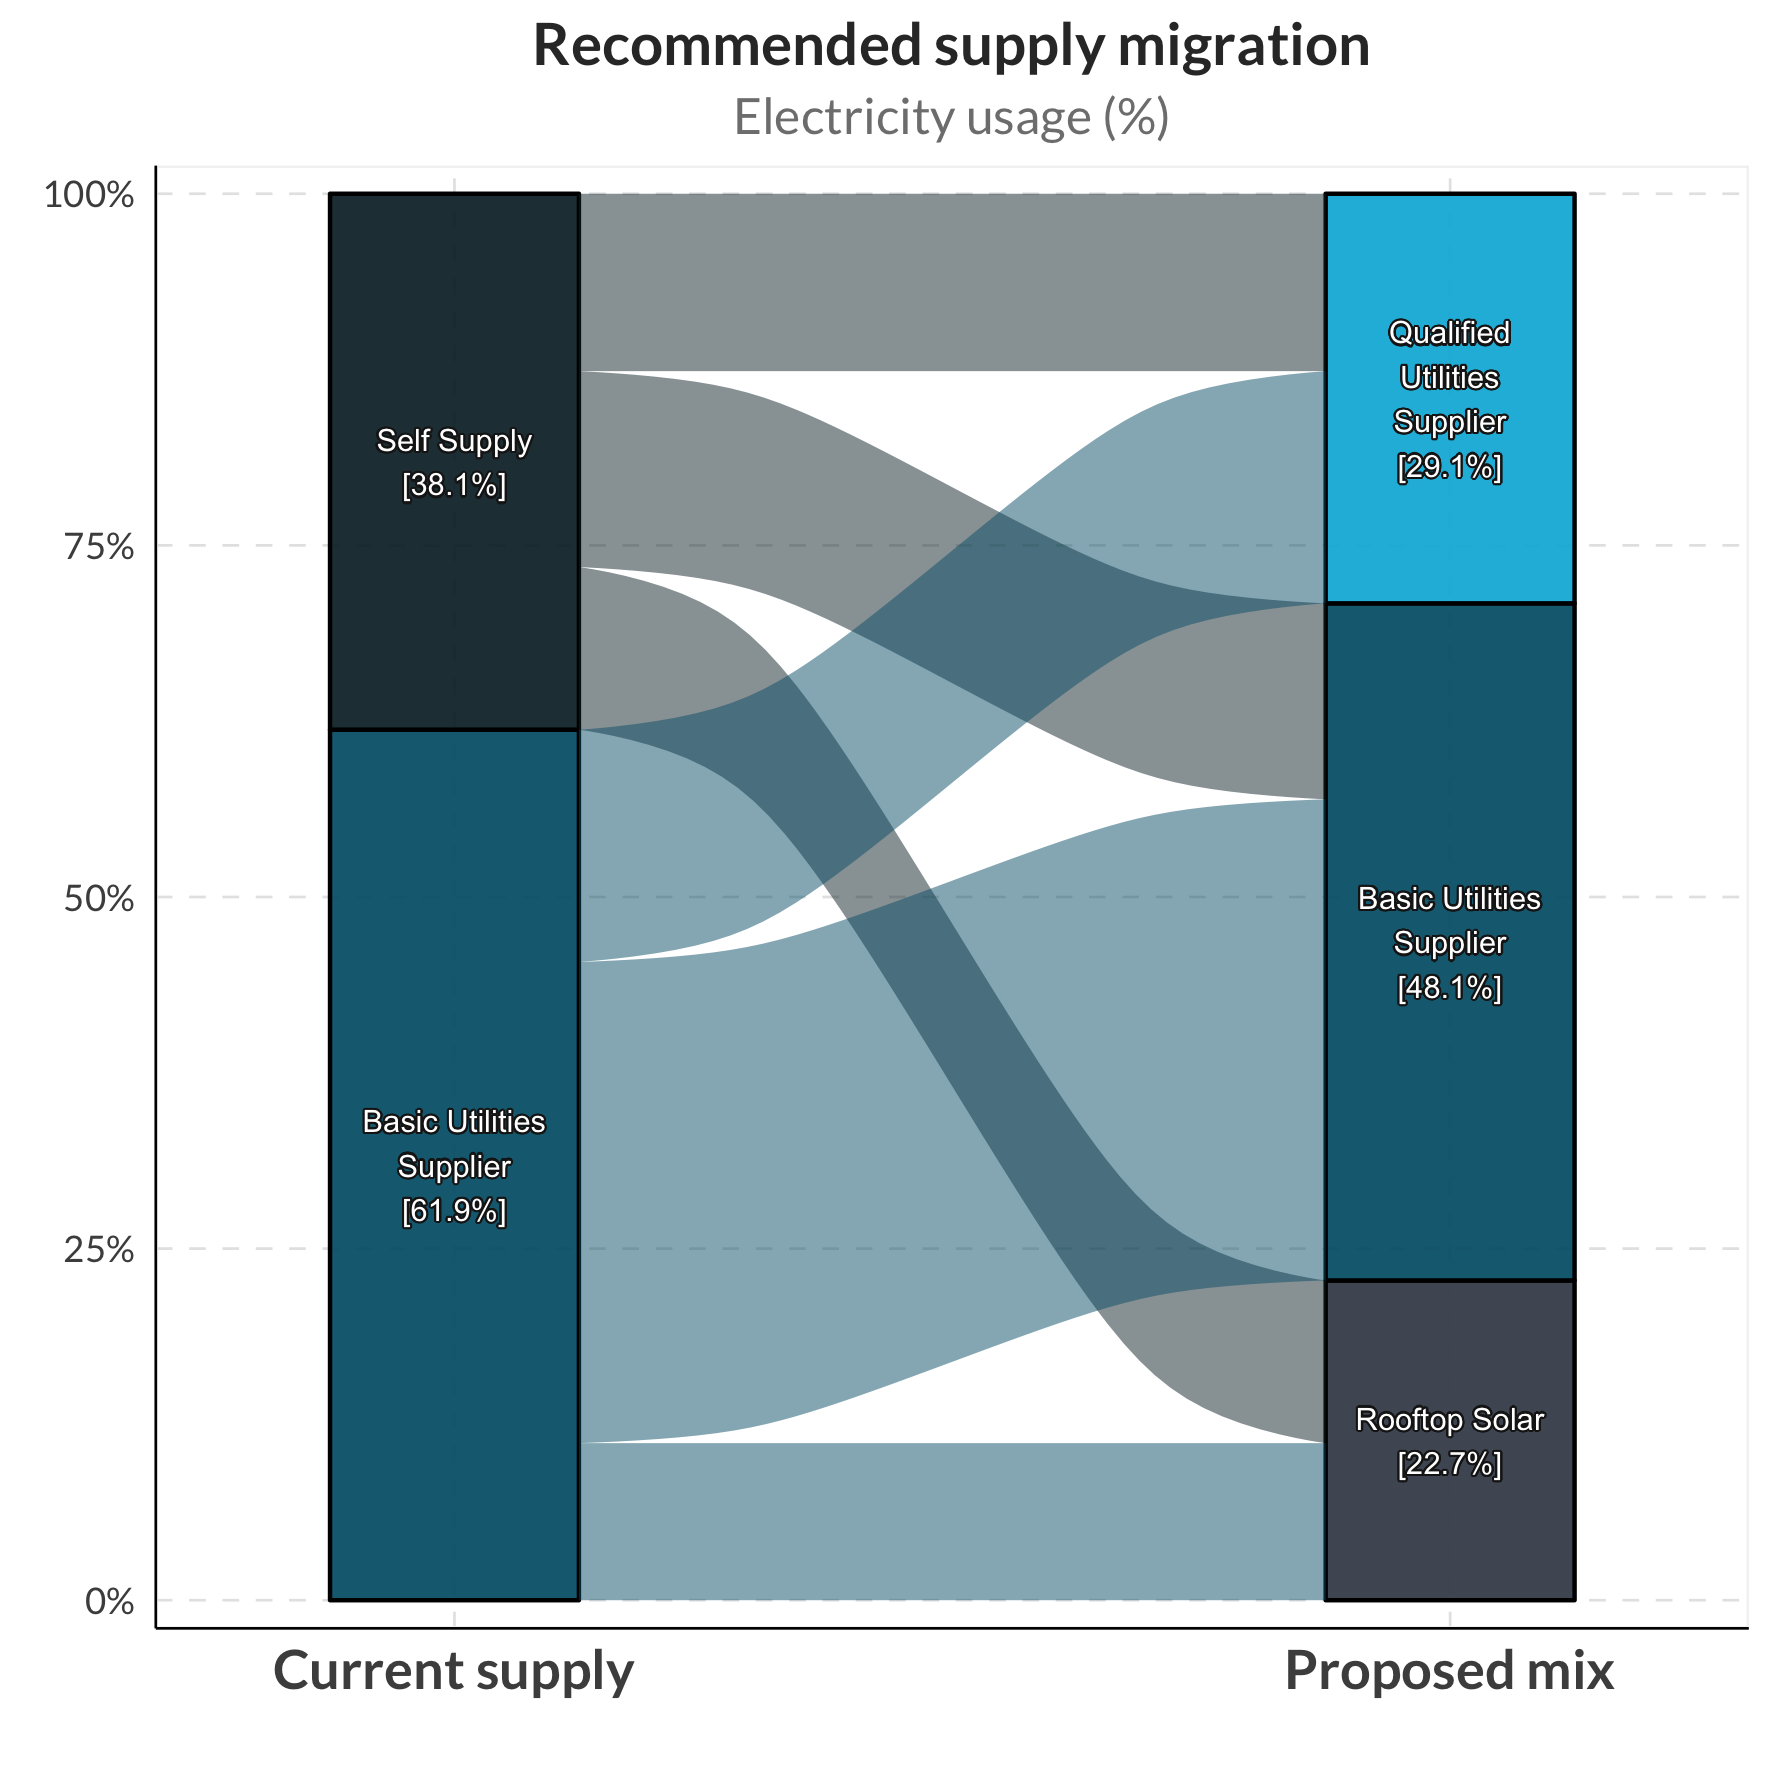 Recommended supply migration
Electricity usage (%)
100%
75%
50%
25%
0%
Self Supply
[38.1%]
Basic Utilities
Supplier
[61.9%]
Qualified
Utilities
Supplier
[29.1%]
Basic Utilities
Supplier
[48.1%]
Rooftop Solar
[22.7%]
Current supply
Proposed mix